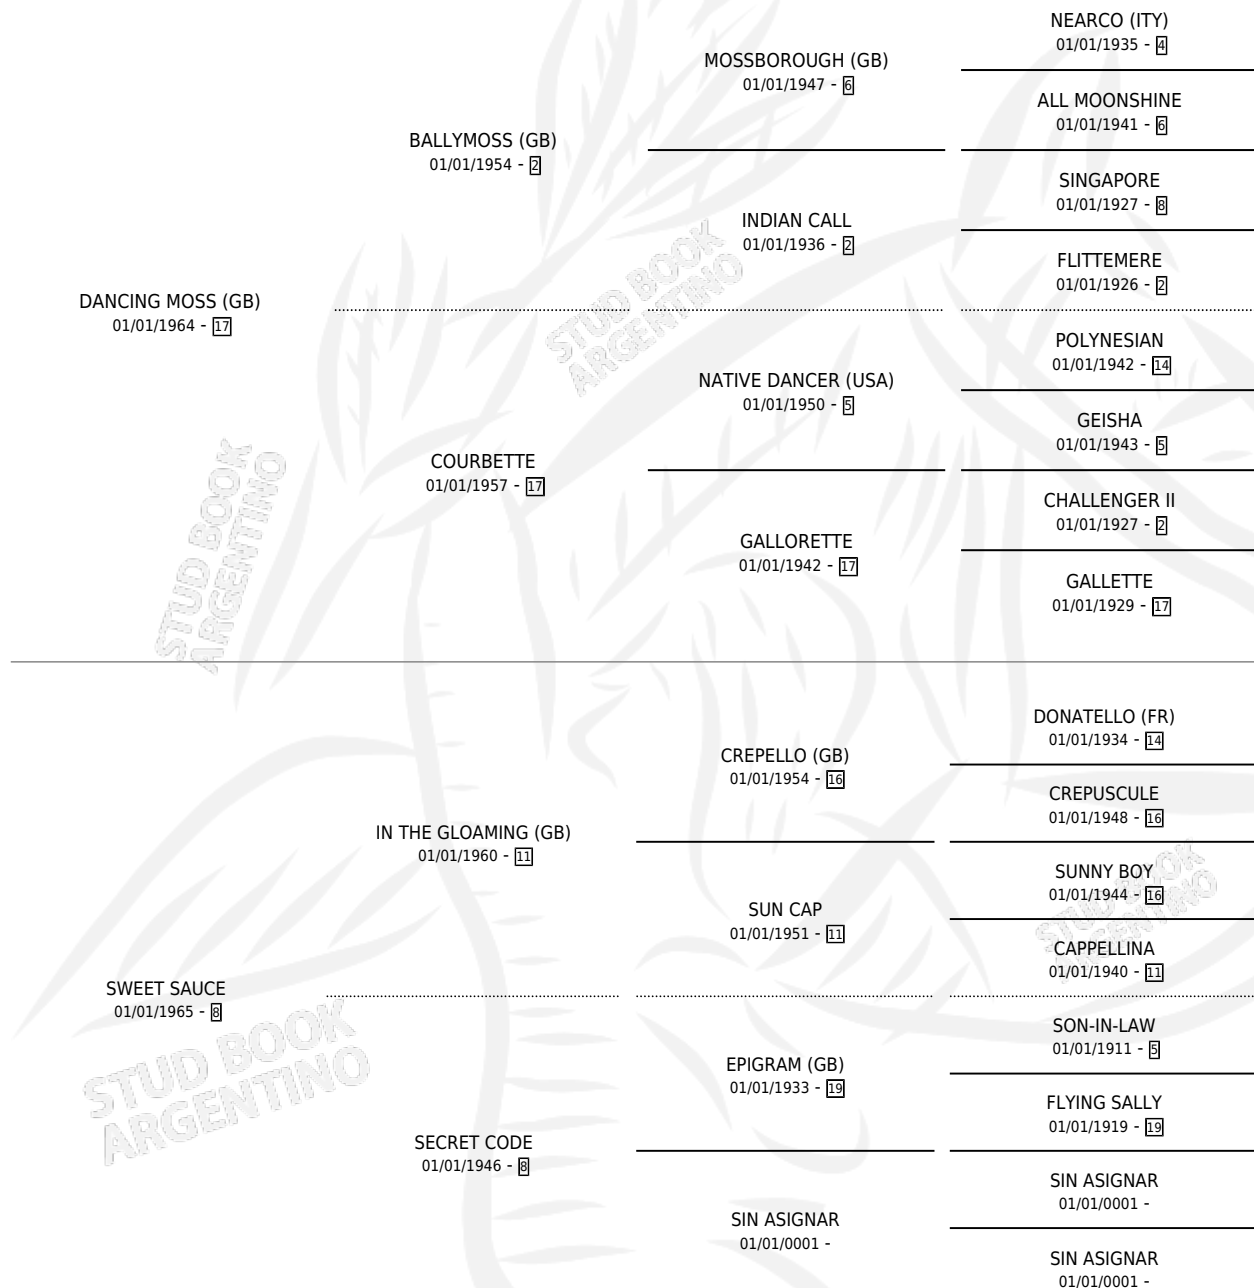 NEARCO (ITY)
01/01/1935 - 4
MOSSBOROUGH (GB)
01/01/1947 - 6
ALL MOONSHINE
01/01/1941 - 6
BALLYMOSS (GB)
01/01/1954 - 2
SINGAPORE
01/01/1927 - 8
INDIAN CALL
01/01/1936 - 2
FLITTEMERE
01/01/1926 - 2
DANCING MOSS (GB)
01/01/1964 - 17
STUD BOOK
ARGENTINO
POLYNESIAN
01/01/1942 - 14
NATIVE DANCER (USA)
01/01/1950 - 5
GEISHA
01/01/1943 - 5
COURBETTE
01/01/1957 - 17
CHALLENGER II
01/01/1927 - 2
GALLORETTE
01/01/1942 - 17
GALLETTE
01/01/1929 - 17
STUD BOOK
ARGENTINO
DONATELLO (FR)
01/01/1934 - 14
CREPELLO (GB)
01/01/1954 - 16
CREPUSCULE
01/01/1948 - 16
IN THE GLOAMING (GB)
01/01/1960 - 11
SUNNY BOY
01/01/1944 - 16
SUN CAP
01/01/1951 - 11
STUD BOOK
ARGENTINO
CAPPELLINA
01/01/1940 - 11
SWEET SAUCE
01/01/1965 - 8
STUD BOOK
ARGENTINO
SON-IN-LAW
01/01/1911 - 5
EPIGRAM (GB)
01/01/1933 - 19
FLYING SALLY
01/01/1919 - 19
SECRET CODE
01/01/1946 - 8
SIN ASIGNAR
01/01/0001 -
SIN ASIGNAR
01/01/0001 -
SIN ASIGNAR
01/01/0001 -